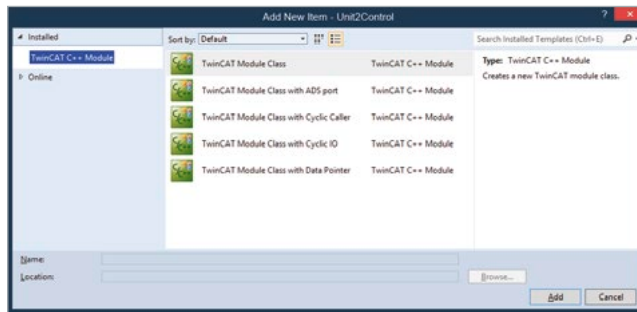 Add New Item - Unit2Control
? ×
Installed
Sort by: Default
Search Installed Templates (Ctrl+E)
TwinCAT C++ Module
Online
TwinCAT Module Class TwinCAT C++ Module
TwinCAT Module Class with ADS port TwinCAT C++ Module
TwinCAT Module Class with Cyclic Caller TwinCAT C++ Module
TwinCAT Module Class with Cyclic IO TwinCAT C++ Module
TwinCAT Module Class with Data Pointer TwinCAT C++ Module
Type: TwinCAT C++ Module
Creates a new TwinCAT module class.
Name:
Location:
Browse...
Add Cancel